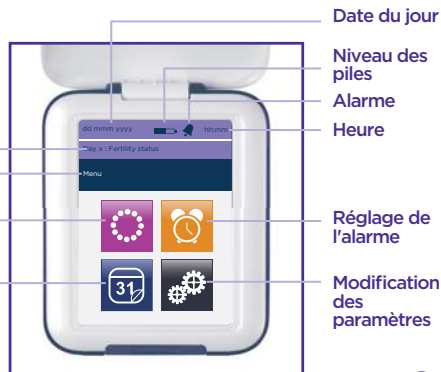 Date du jour
Niveau des
piles
Alarme
Heure
dd mmm yyyy
hh:mm
Day x : Fertility status
Menu
31
Réglage de
l'alarme
Modification
des
paramètres